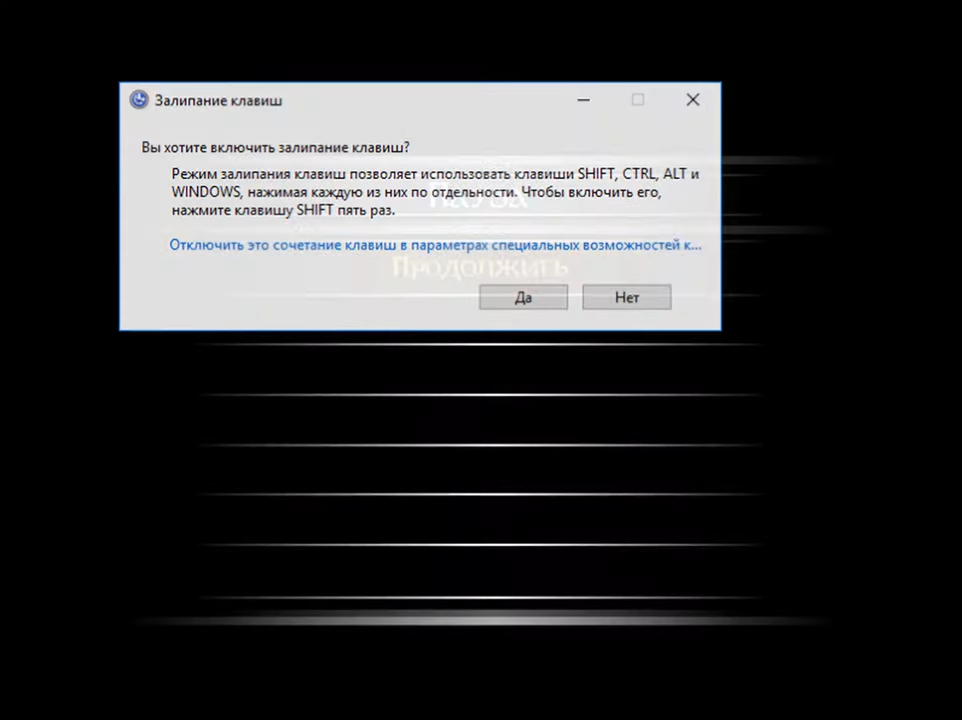 Залипание клавиш
Вы хотите включить залипание клавиш?
Режим залипания клавиш позволяет использовать клавиши SHIFT, CTRL, ALT и
WINDOWS, нажимая каждую из них по отдельности. Чтобы включить его,
нажмите клавишу SHIFT пять раз.
Пауза
Отключить это сочетание клавиш в параметрах специальных возможностей к...
Продолжить
Да
Нет